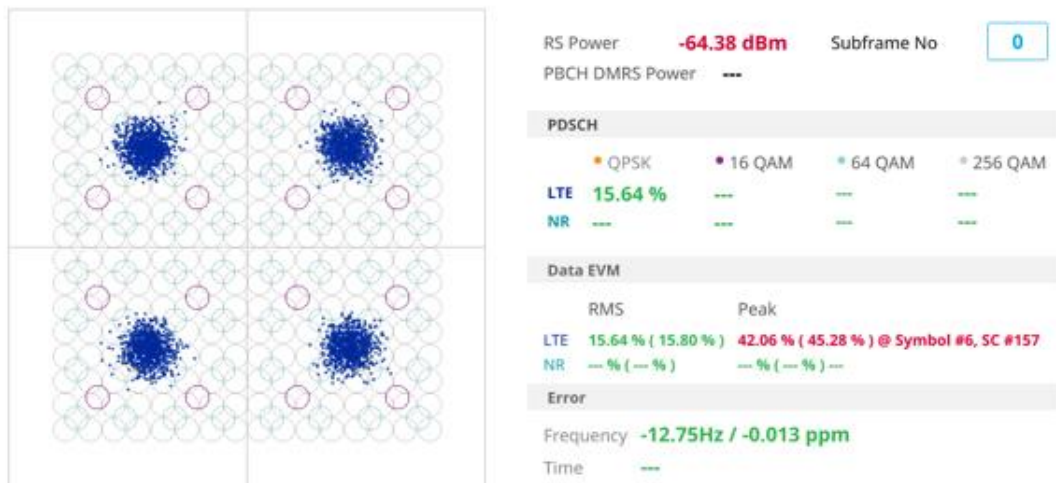 RS Power -64.38 dBm Subframe No 0
PBCH DMRS Power ---
PDSCH
QPSK 16 QAM 64 QAM 256 QAM
LTE 15.64 % --- --- ---
NR --- --- --- ---
Data EVM
RMS Peak
LTE 15.64 % ( 15.80 % ) 42.06 % ( 45.28 % ) @ Symbol #6, SC #157
NR --- % ( --- % ) --- % ( --- % ) ---
Error
Frequency -12.75Hz / -0.013 ppm
Time ---